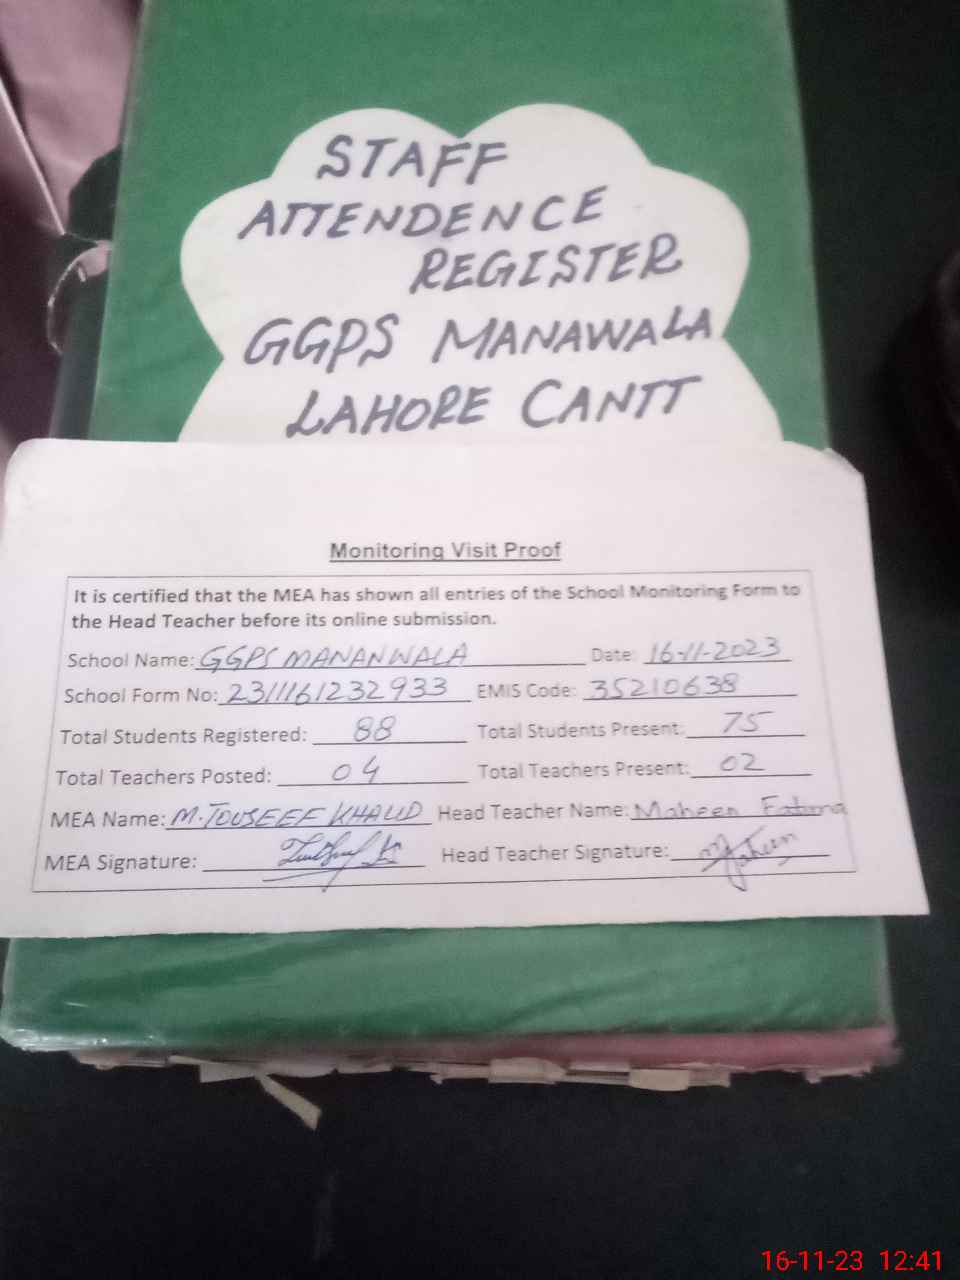 STAFF
ATTENDENCE
REGISTER
GGPS MANAWALA
LAHORE CANTT
Monitoring Visit Proof
It is certified that the MEA has shown all entries of the School Monitoring Form to
the Head Teacher before its online submission.
School Name: GGPS MANANWALA Date: 16-11-2023
School Form No: 2311161232933 EMIS Code: 35210638
Total Students Registered: 88 Total Students Present: 75
Total Teachers Posted: 04 Total Teachers Present: 02
MEA Name: M. TOUSEEF KHALID Head Teacher Name: Maheen Fatima
MEA Signature: Head Teacher Signature: Maheen
16-11-23 12:41